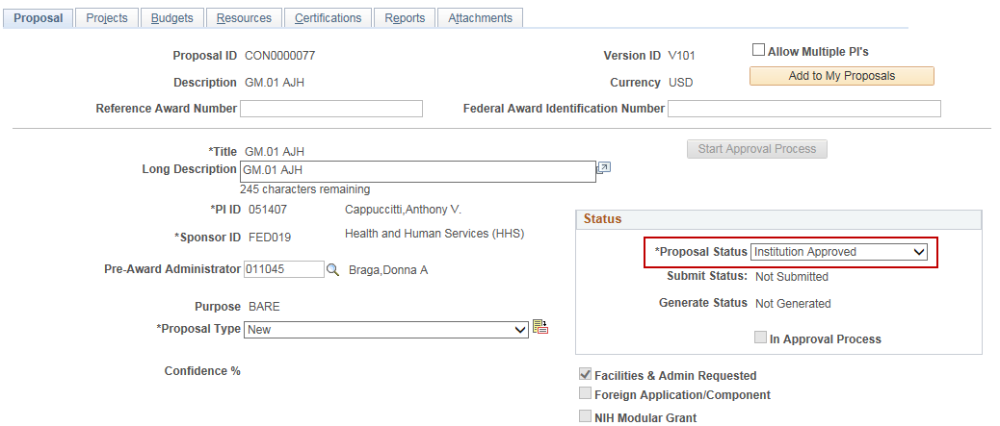 Proposal Projects Budgets Resources Certifications Reports Attachments
Proposal ID CON0000077 Version ID V101 Allow Multiple PI's
Description GM.01 AJH Currency USD Add to My Proposals
Reference Award Number Federal Award Identification Number
*Title GM.01 AJH Start Approval Process
Long Description GM.01 AJH
245 characters remaining
*PI ID 051407 Cappuccitti,Anthony V.
Status
*Sponsor ID FED019 Health and Human Services (HHS)
*Proposal Status Institution Approved
Pre-Award Administrator 011045 Braga,Donna A
Submit Status: Not Submitted
Purpose BARE Generate Status Not Generated
*Proposal Type New
In Approval Process
Confidence % Facilities & Admin Requested
Foreign Application/Component
NIH Modular Grant